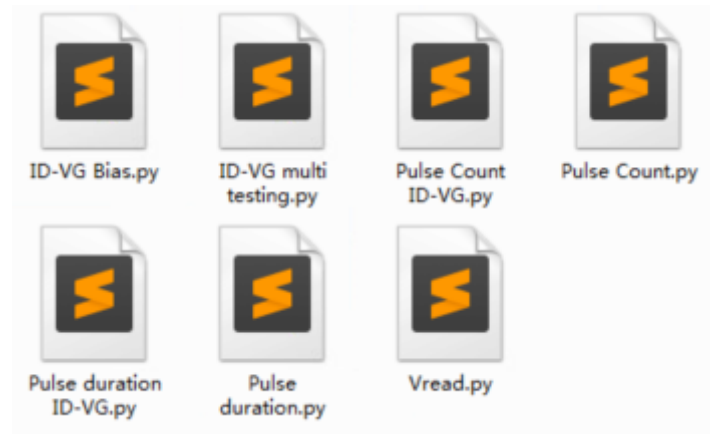 ID-VG Bias.py
ID-VG multi
testing.py
Pulse Count
ID-VG.py
Pulse Count.py
Pulse duration
ID-VG.py
Pulse
duration.py
Vread.py